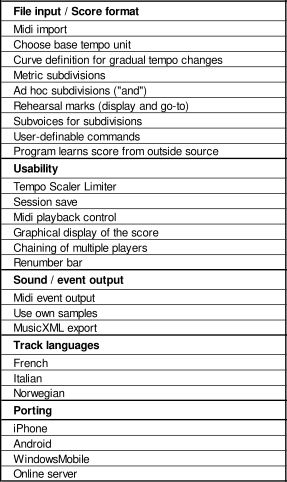 File input / Score format
Midi import
Choose base tempo unit
Curve definition for gradual tempo changes
Metric subdivisions
Ad hoc subdivisions ("and")
Rehearsal marks (display and go-to)
Subvoices for subdivisions
User-definable commands
Program learns score from outside source
Usability
Tempo Scaler Limiter
Session save
Midi playback control
Graphical display of the score
Chaining of multiple players
Renumber bar
Sound / event output
Midi event output
Use own samples
MusicXML export
Track languages
French
Italian
Norwegian
Porting
iPhone
Android
WindowsMobile
Online server